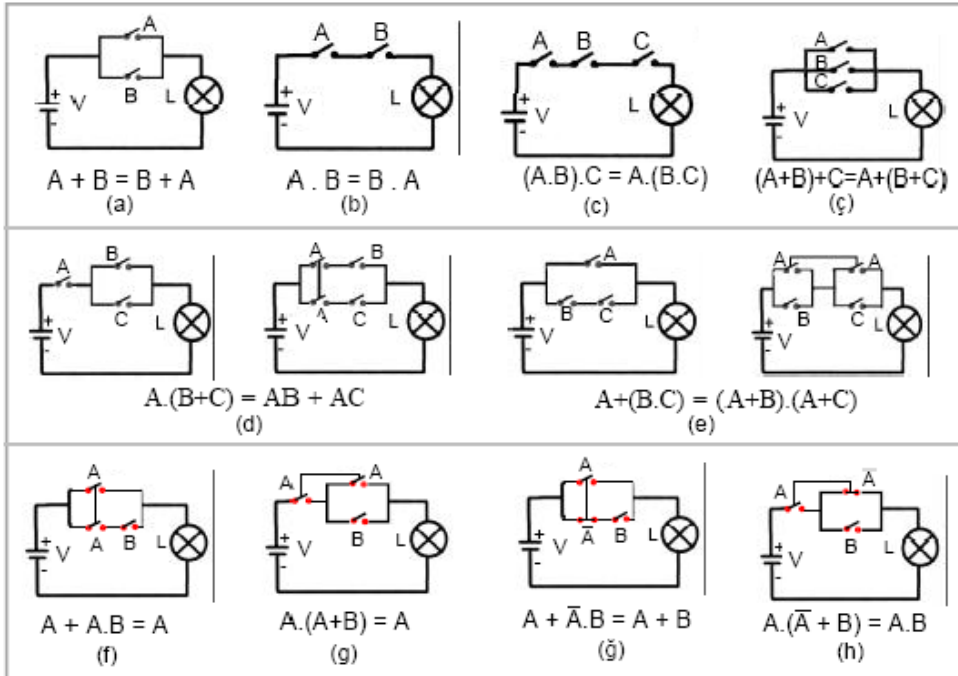 A
B
+
-
V
L
A + B = B + A
(a)
A B
+
-
V
L
A . B = B . A
(b)
A B C
+
-
V
L
(A.B).C = A.(B.C)
(c)
A
B
C
+
-
V
L
(A+B)+C=A+(B+C)
(ç)
A
B
C
+
-
V
L
A B
A C
+
-
V
L
A.(B+C) = AB + AC
(d)
A
B C
+
-
V
L
A A
B C
+
-
V
L
A+(B.C) = (A+B).(A+C)
(e)
A
A B
+
-
V
L
A + A.B = A
(f)
A A
B
+
-
V
L
A.(A+B) = A
(g)
A
A̅ B
+
-
V
L
A + A̅.B = A + B
(ğ)
A A̅
B
+
-
V
L
A.(A̅ + B) = A.B
(h)